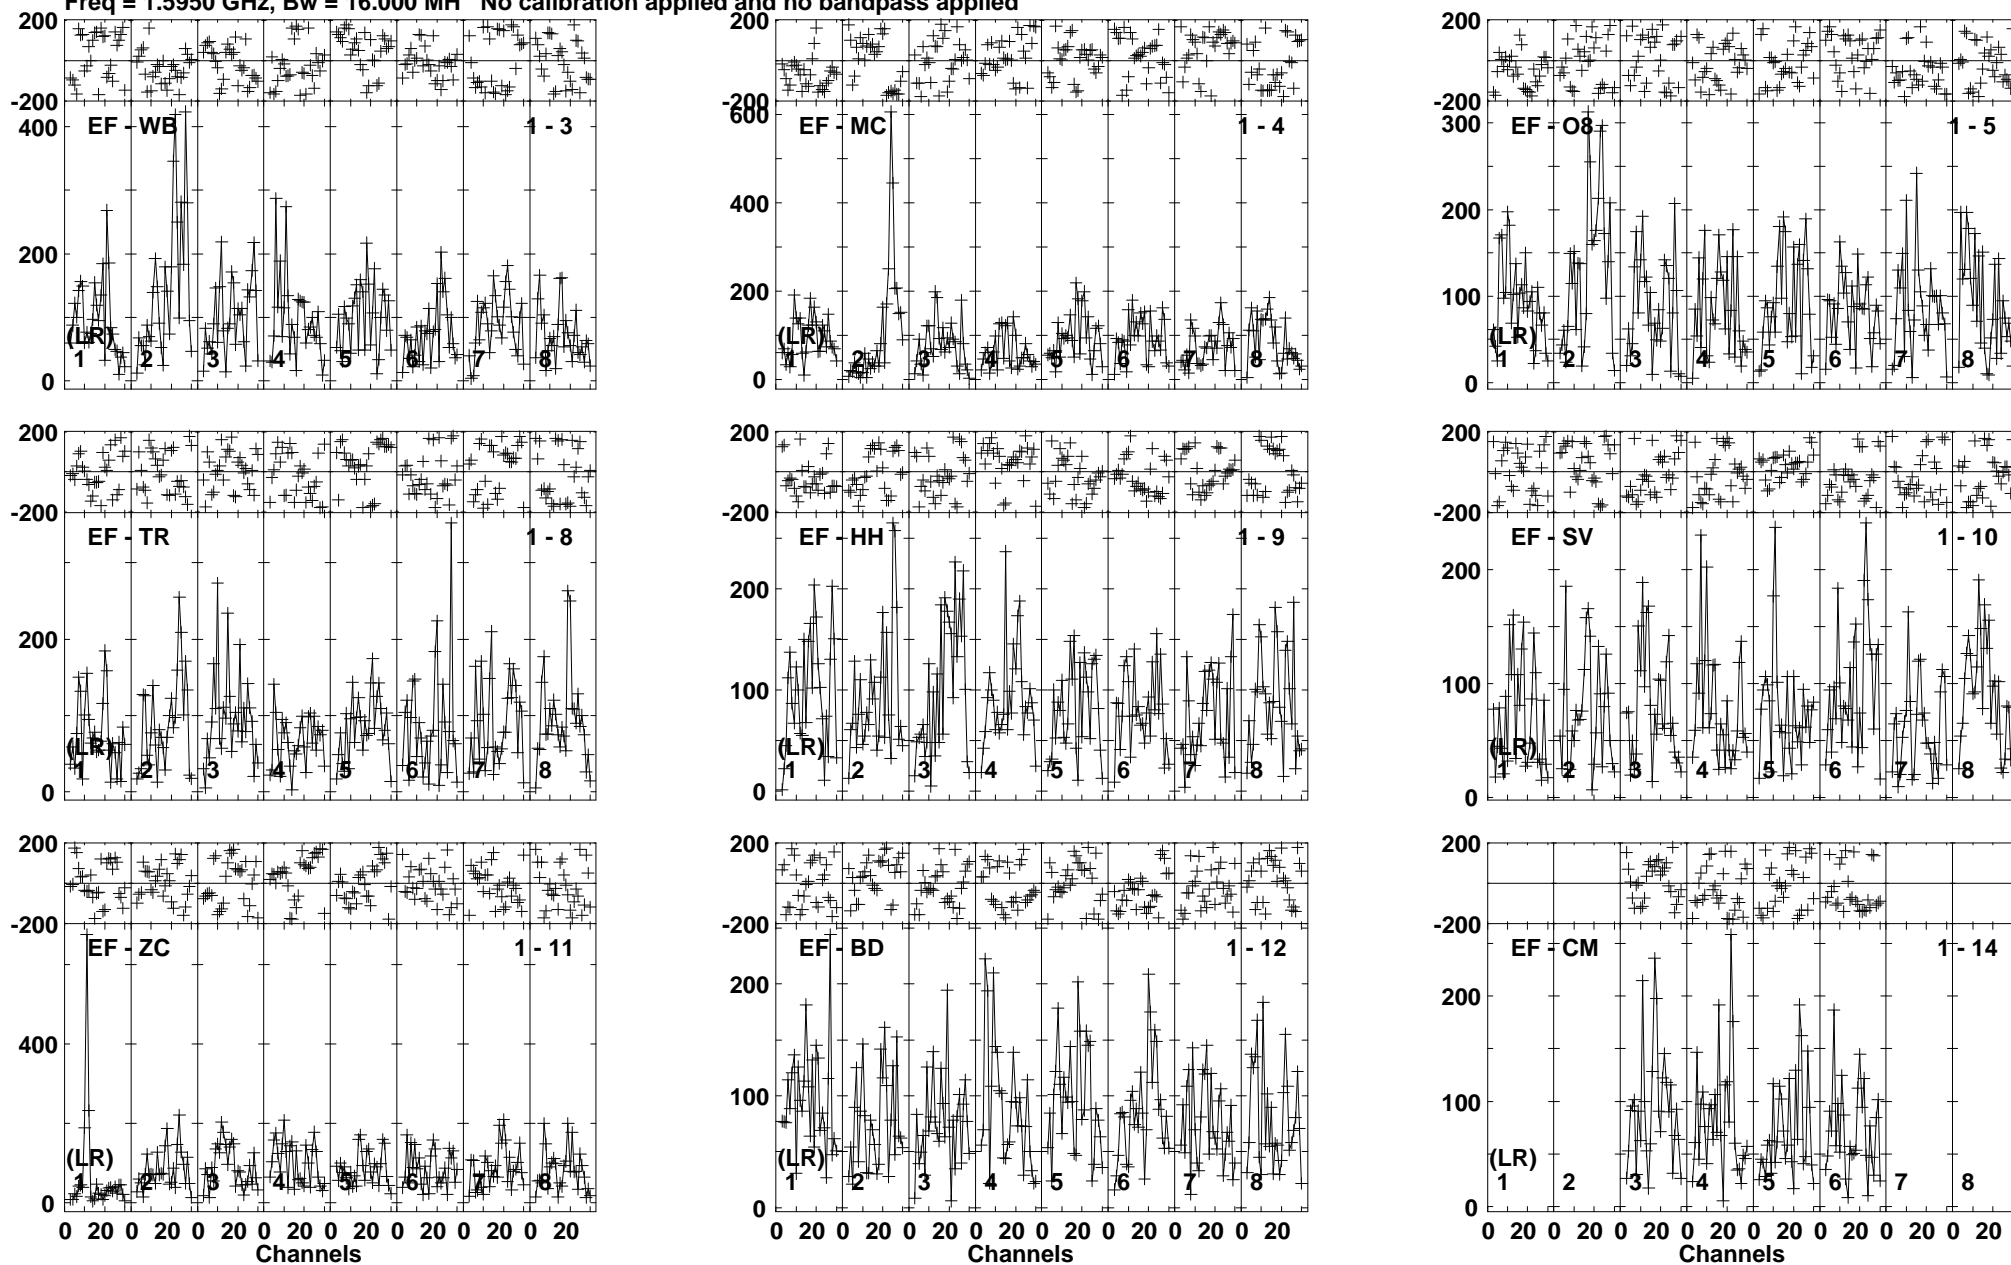 Freq = 1.5950 GHz, Bw = 16.000 MH No calibration applied and no bandpass applied
200 200 200
-200 -200 -200
400 600 300
EF - WB 1 - 3 EF - MC 1 - 4 EF - O8 1 - 5
400 200
200 200 100
(LR) (LR) (LR)
1 2 3 4 5 6 7 8 1 2 3 4 5 6 7 8 1 2 3 4 5 6 7 8
0 0 0
200 200 200
-200 -200 -200
EF - TR 1 - 8 EF - HH 1 - 9 EF - SV 1 - 10
200 200 200
100 100
(LR) (LR) (LR)
1 2 3 4 5 6 7 8 1 2 3 4 5 6 7 8 1 2 3 4 5 6 7 8
0 0 0
200 200 200
-200 -200 -200
EF - ZC 1 - 11 EF - BD 1 - 12 EF - CM 1 - 14
400 200 200
100 100
(LR) (LR) (LR)
1 2 3 4 5 6 7 8 1 2 3 4 5 6 7 8 1 2 3 4 5 6 7 8
0 0 0
0 20 0 20 0 20 0 20 0 20 0 20 0 20 0 20 0 20 0 20 0 20 0 20 0 20 0 20 0 20 0 20 0 20 0 20 0 20 0 20 0 20 0 20 0 20 0 20
Channels Channels Channels